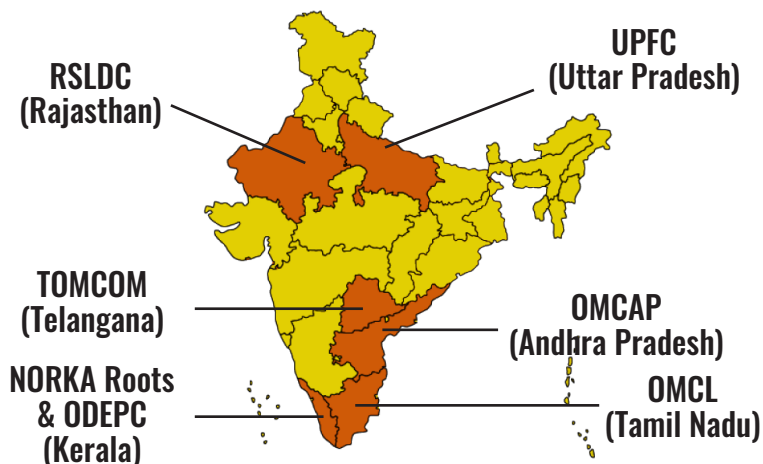 UPFC
(Uttar Pradesh)
RSLDC
(Rajasthan)
TOMCOM
(Telangana)
OMCAP
(Andhra Pradesh)
NORKA Roots
& ODEPC
(Kerala)
OMCL
(Tamil Nadu)